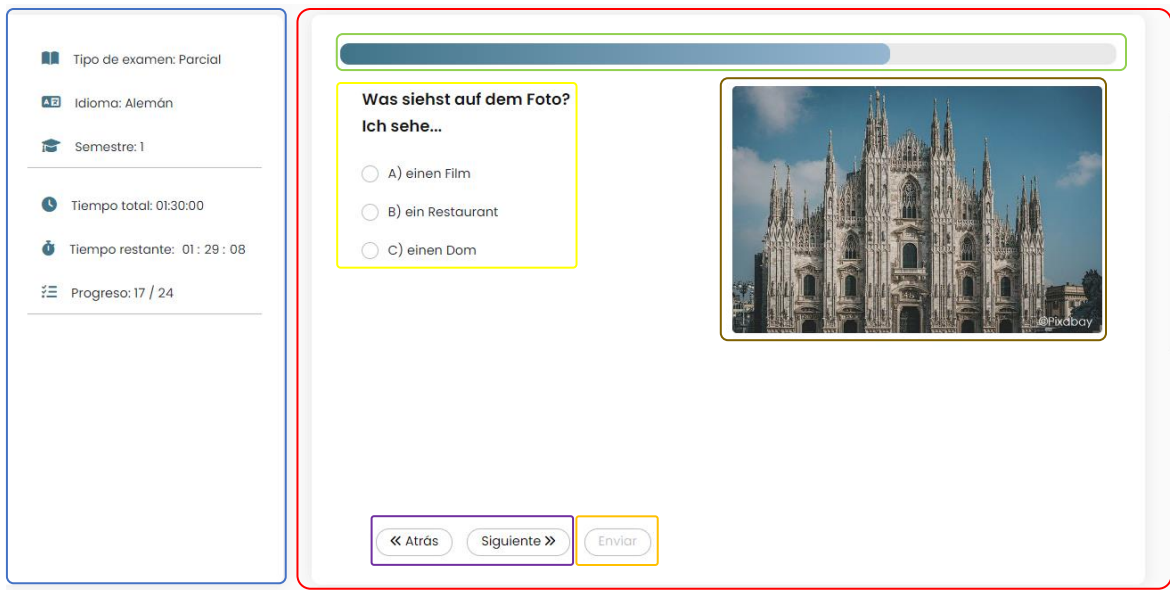 Tipo de examen: Parcial
Idioma: Alemán
Semestre: 1
Tiempo total: 01:30:00
Tiempo restante: 01 : 29 : 08
Progreso: 17 / 24
Was siehst auf dem Foto?
Ich sehe...
A) einen Film
B) ein Restaurant
C) einen Dom
©Pixabay
Atrás
Siguiente
Enviar